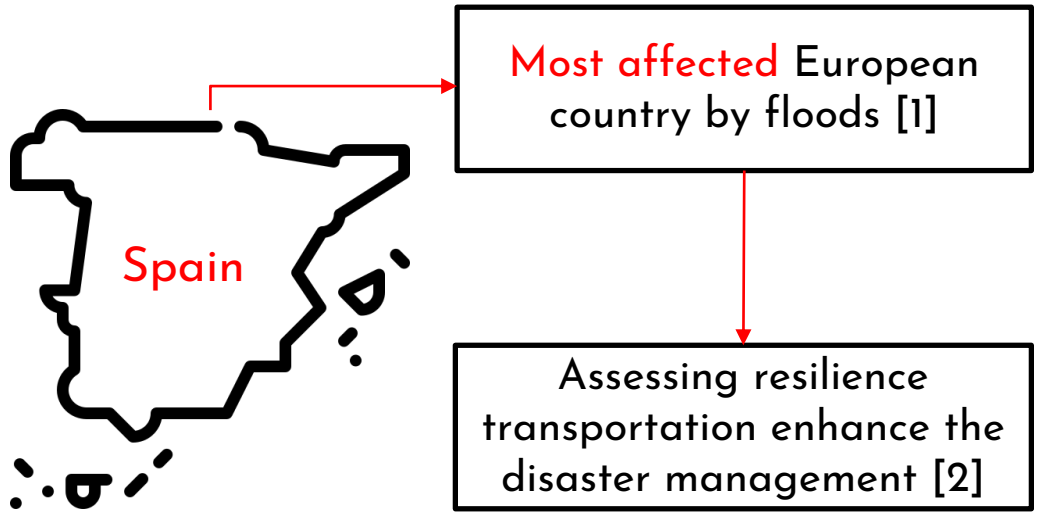 Most affected European
country by floods [1]
Spain
Assessing resilience
transportation enhance the
disaster management [2]